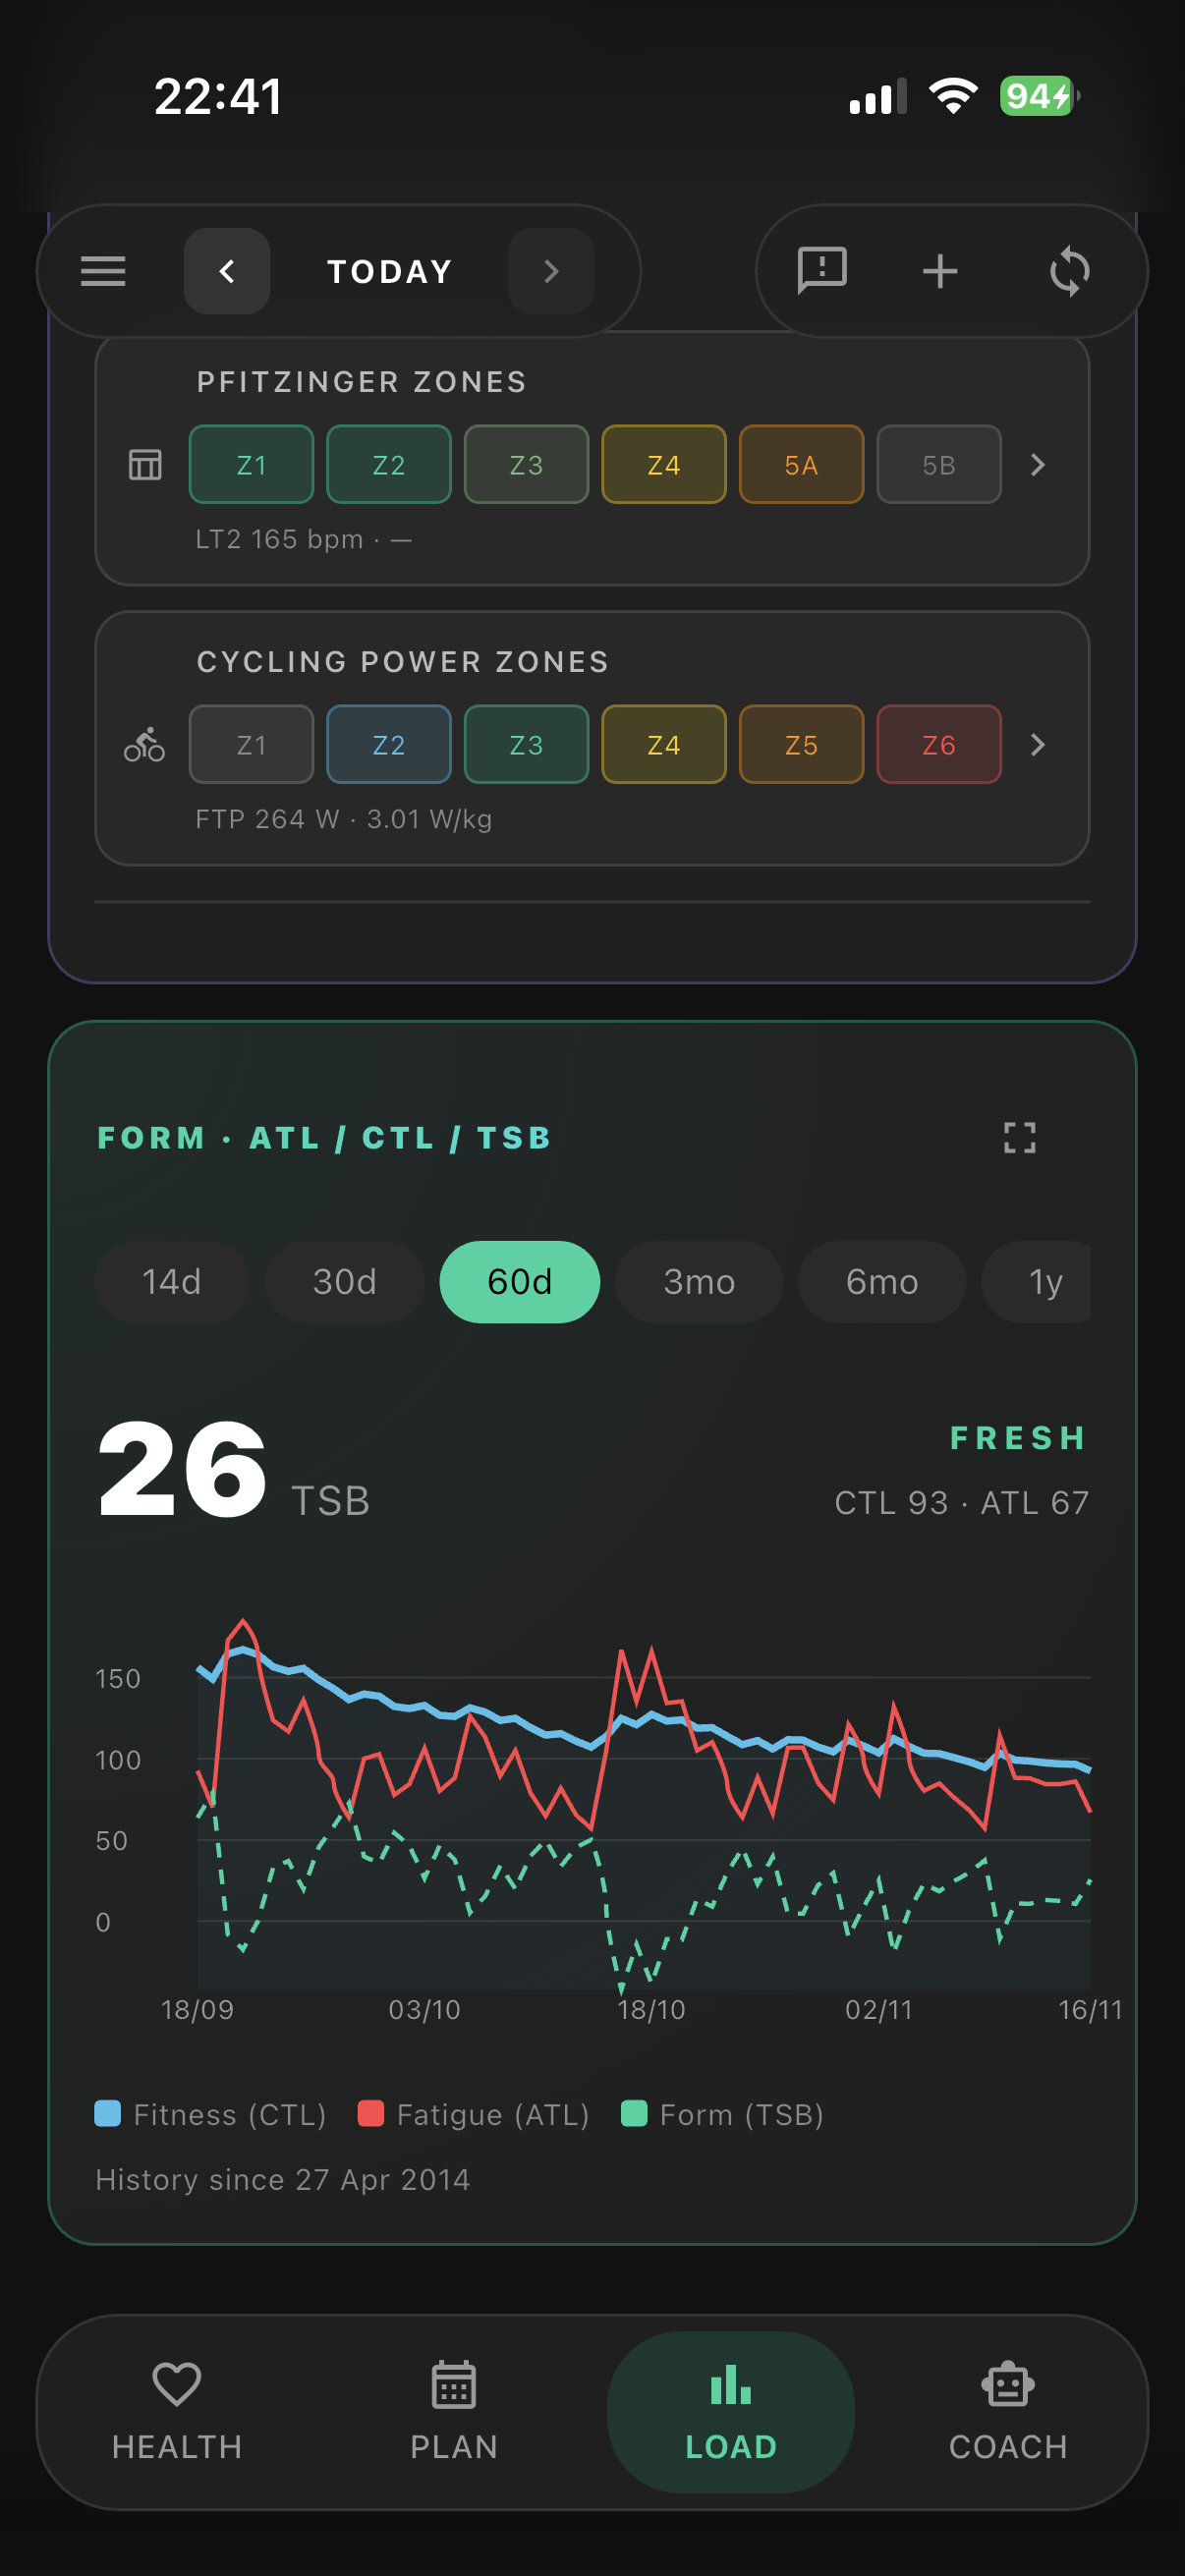 22:41
94
TODAY
PFITZINGER ZONES
Z1 Z2 Z3 Z4 5A 5B
LT2 165 bpm · —
CYCLING POWER ZONES
Z1 Z2 Z3 Z4 Z5 Z6
FTP 264 W · 3.01 W/kg
FORM · ATL / CTL / TSB
14d 30d 60d 3mo 6mo 1y
26 TSB
FRESH
CTL 93 · ATL 67
150
100
50
0
18/09 03/10 18/10 02/11 16/11
Fitness (CTL) Fatigue (ATL) Form (TSB)
History since 27 Apr 2014
HEALTH PLAN LOAD COACH